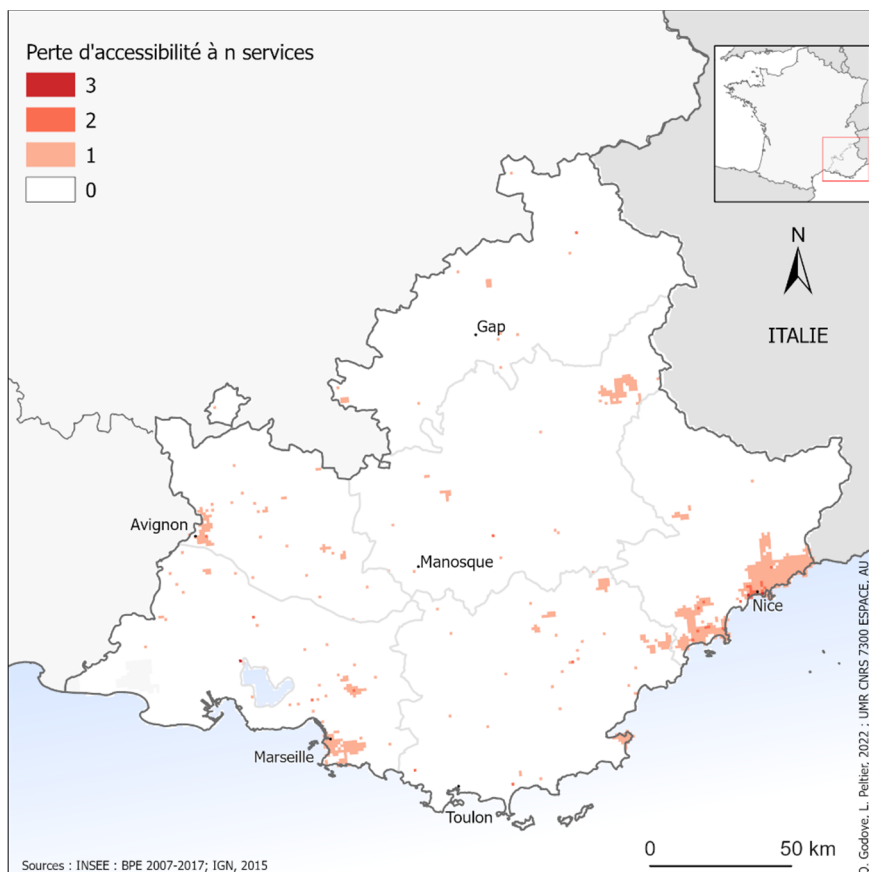 Perte d'accessibilité à n services
3
2
1
0
N
ITALIE
Gap
Avignon
Manosque
Nice
Marseille
Toulon
0 50 km
Sources : INSEE : BPE 2007-2017; IGN, 2015
D. Godoye, L. Peltier, 2022 ; UMR CNRS 7300 ESPACE, AU